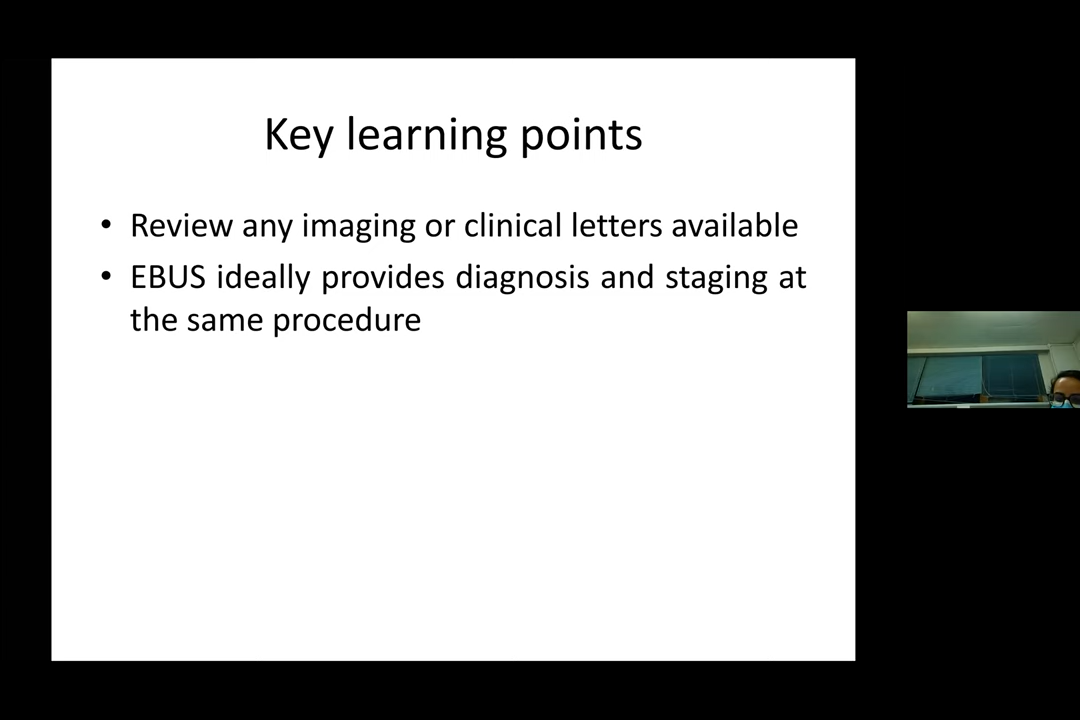 Key learning points
• Review any imaging or clinical letters available
• EBUS ideally provides diagnosis and staging at
the same procedure